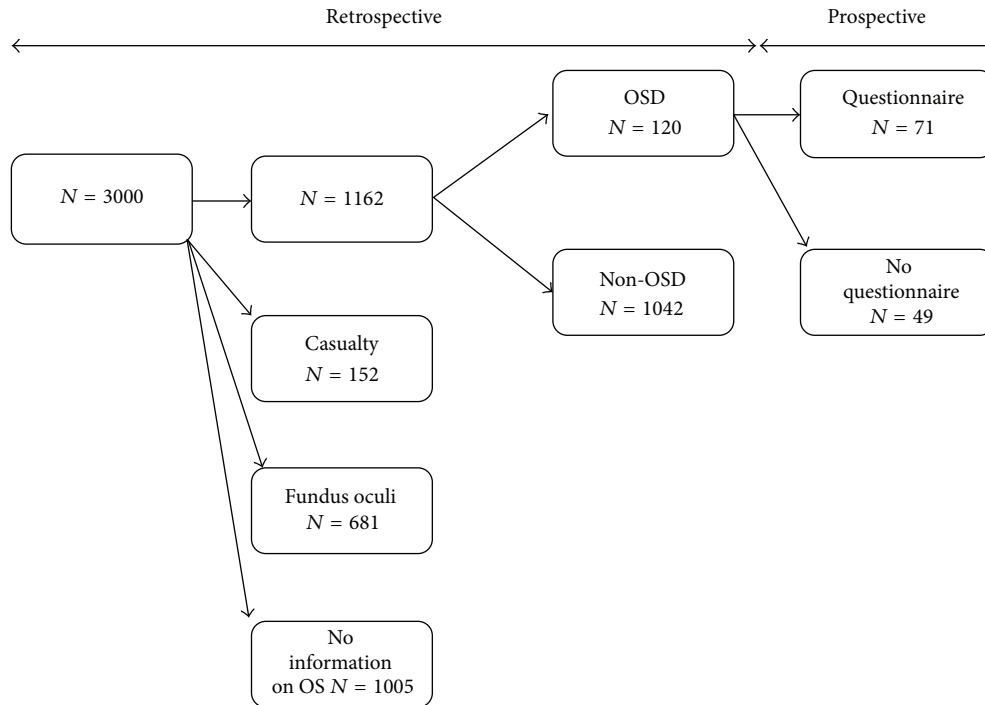 Retrospective
Prospective
N = 3000
N = 1162
Casualty
N = 152
Fundus oculi
N = 681
No
information
on OS N = 1005
OSD
N = 120
Non-OSD
N = 1042
Questionnaire
N = 71
No
questionnaire
N = 49